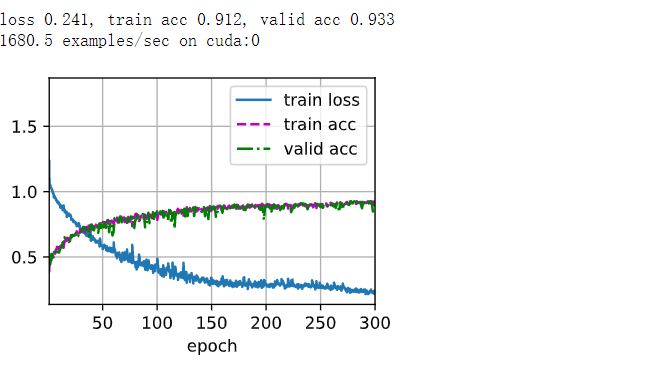 loss 0.241, train acc 0.912, valid acc 0.933
1680.5 examples/sec on cuda:0
train loss
train acc
valid acc
1.5
1.0
0.5
50 100 150 200 250 300
epoch